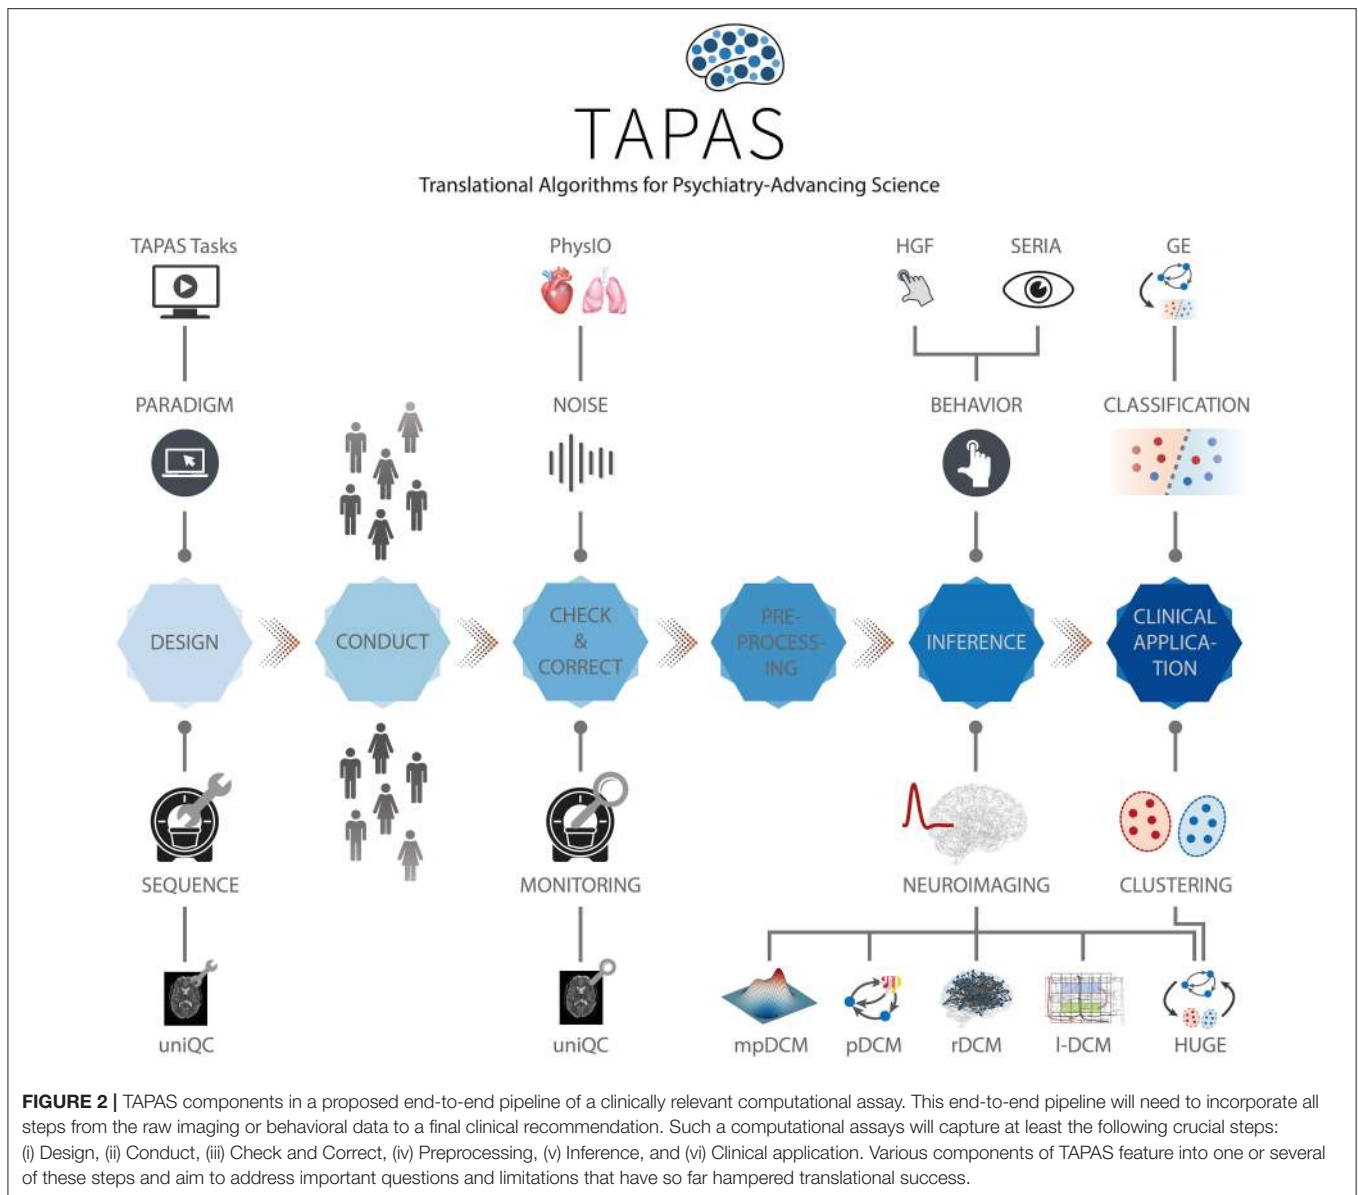 TAPAS
Translational Algorithms for Psychiatry-Advancing Science
TAPAS Tasks
PhysIO
HGF
SERIA
GE
PARADIGM
NOISE
BEHAVIOR
CLASSIFICATION
DESIGN
CONDUCT
CHECK
&
CORRECT
PRE-
PROCESS-
ING
INFERENCE
CLINICAL
APPLICA-
TION
SEQUENCE
MONITORING
NEUROIMAGING
CLUSTERING
uniQC
uniQC
mpDCM
pDCM
rDCM
l-DCM
HUGE
FIGURE 2 | TAPAS components in a proposed end-to-end pipeline of a clinically relevant computational assay. This end-to-end pipeline will need to incorporate all
steps from the raw imaging or behavioral data to a final clinical recommendation. Such a computational assays will capture at least the following crucial steps:
(i) Design, (ii) Conduct, (iii) Check and Correct, (iv) Preprocessing, (v) Inference, and (vi) Clinical application. Various components of TAPAS feature into one or several
of these steps and aim to address important questions and limitations that have so far hampered translational success.